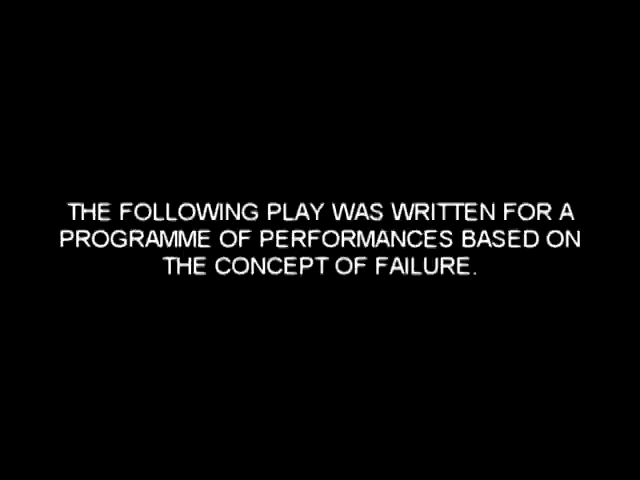 THE FOLLOWING PLAY WAS WRITTEN FOR A
PROGRAMME OF PERFORMANCES BASED ON
THE CONCEPT OF FAILURE.